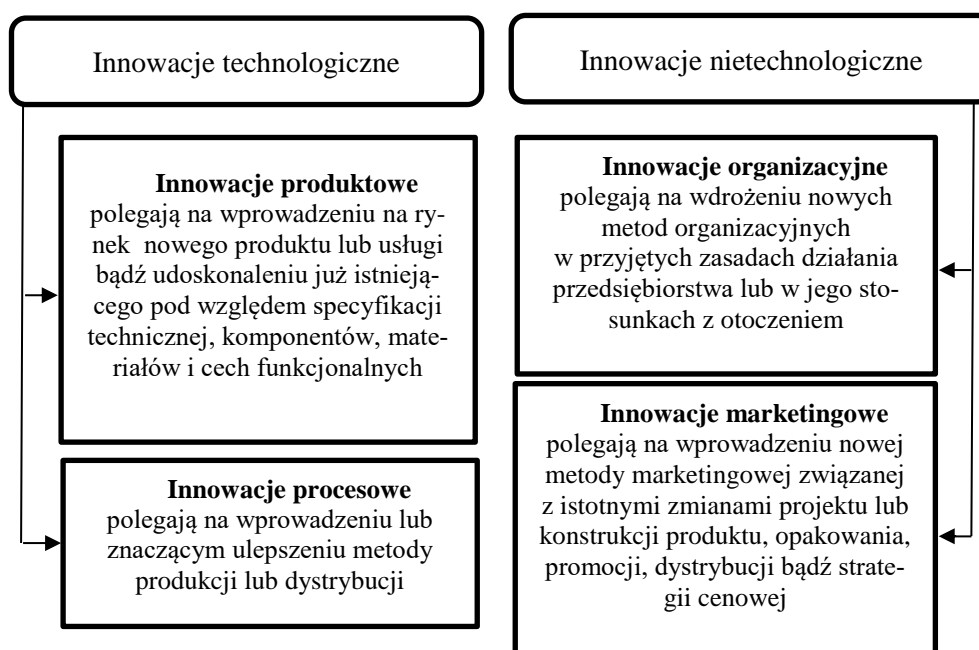 Innowacje technologiczne
Innowacje produktowe
polegają na wprowadzeniu na ry-
nek nowego produktu lub usługi
bądź udoskonaleniu już istnieją-
cego pod względem specyfikacji
technicznej, komponentów, mate-
riałów i cech funkcjonalnych
Innowacje procesowe
polegają na wprowadzeniu lub
znaczącym ulepszeniu metody
produkcji lub dystrybucji
Innowacje nietechnologiczne
Innowacje organizacyjne
polegają na wdrożeniu nowych
metod organizacyjnych
w przyjętych zasadach działania
przedsiębiorstwa lub w jego sto-
sunkach z otoczeniem
Innowacje marketingowe
polegają na wprowadzeniu nowej
metody marketingowej związanej
z istotnymi zmianami projektu lub
konstrukcji produktu, opakowania,
promocji, dystrybucji bądź strate-
gii cenowej